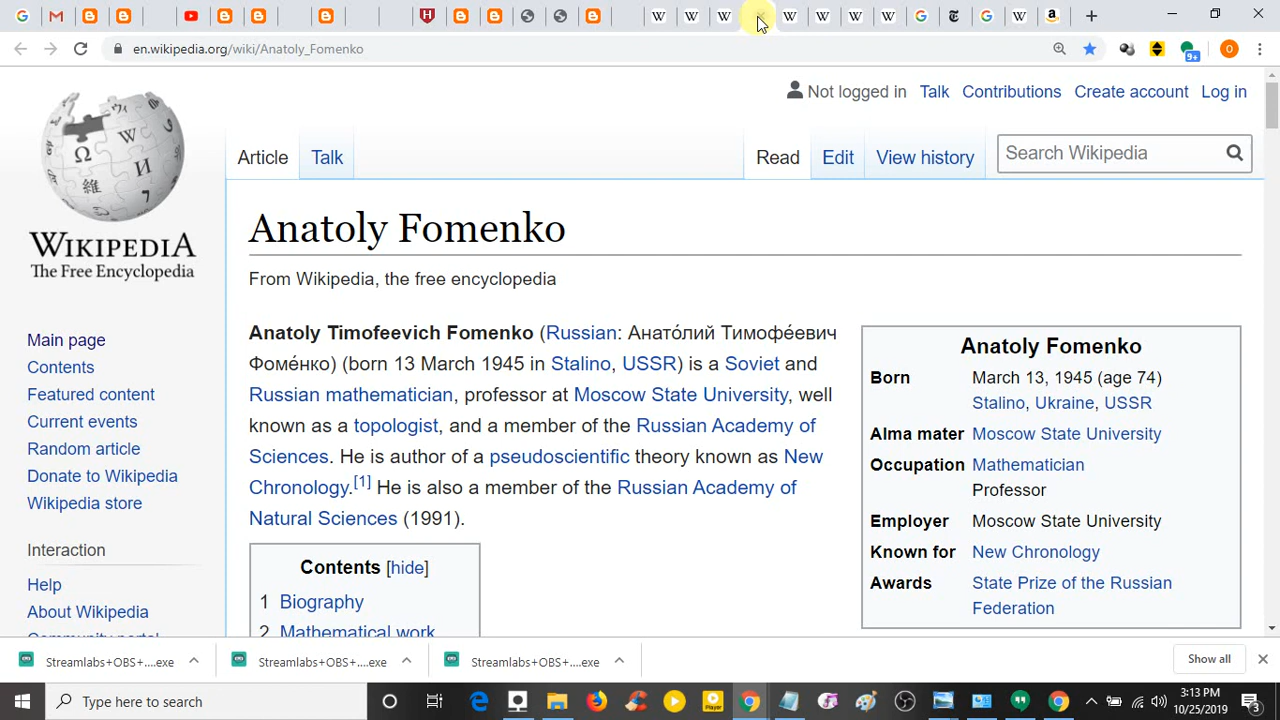 en.wikipedia.org/wiki/Anatoly_Fomenko
9+
O
Not logged in Talk Contributions Create account Log in
Article Talk Read Edit View history Search Wikipedia
WIKIPEDIA
The Free Encyclopedia
Main page
Contents
Featured content
Current events
Random article
Donate to Wikipedia
Wikipedia store
Interaction
Help
About Wikipedia
Community portal
Anatoly Fomenko
From Wikipedia, the free encyclopedia
Anatoly Timofeevich Fomenko (Russian: Анато́лий Тимофе́евич
Фоме́нко) (born 13 March 1945 in Stalino, USSR) is a Soviet and
Russian mathematician, professor at Moscow State University, well
known as a topologist, and a member of the Russian Academy of
Sciences. He is author of a pseudoscientific theory known as New
Chronology.[1] He is also a member of the Russian Academy of
Natural Sciences (1991).
Contents [hide]
1 Biography
2 Mathematical work
Anatoly Fomenko
Born March 13, 1945 (age 74)
Stalino, Ukraine, USSR
Alma mater Moscow State University
Occupation Mathematician
Professor
Employer Moscow State University
Known for New Chronology
Awards State Prize of the Russian
Federation
Streamlabs+OBS+....exe Streamlabs+OBS+....exe Streamlabs+OBS+....exe Show all
Type here to search
3:13 PM
10/25/2019
3